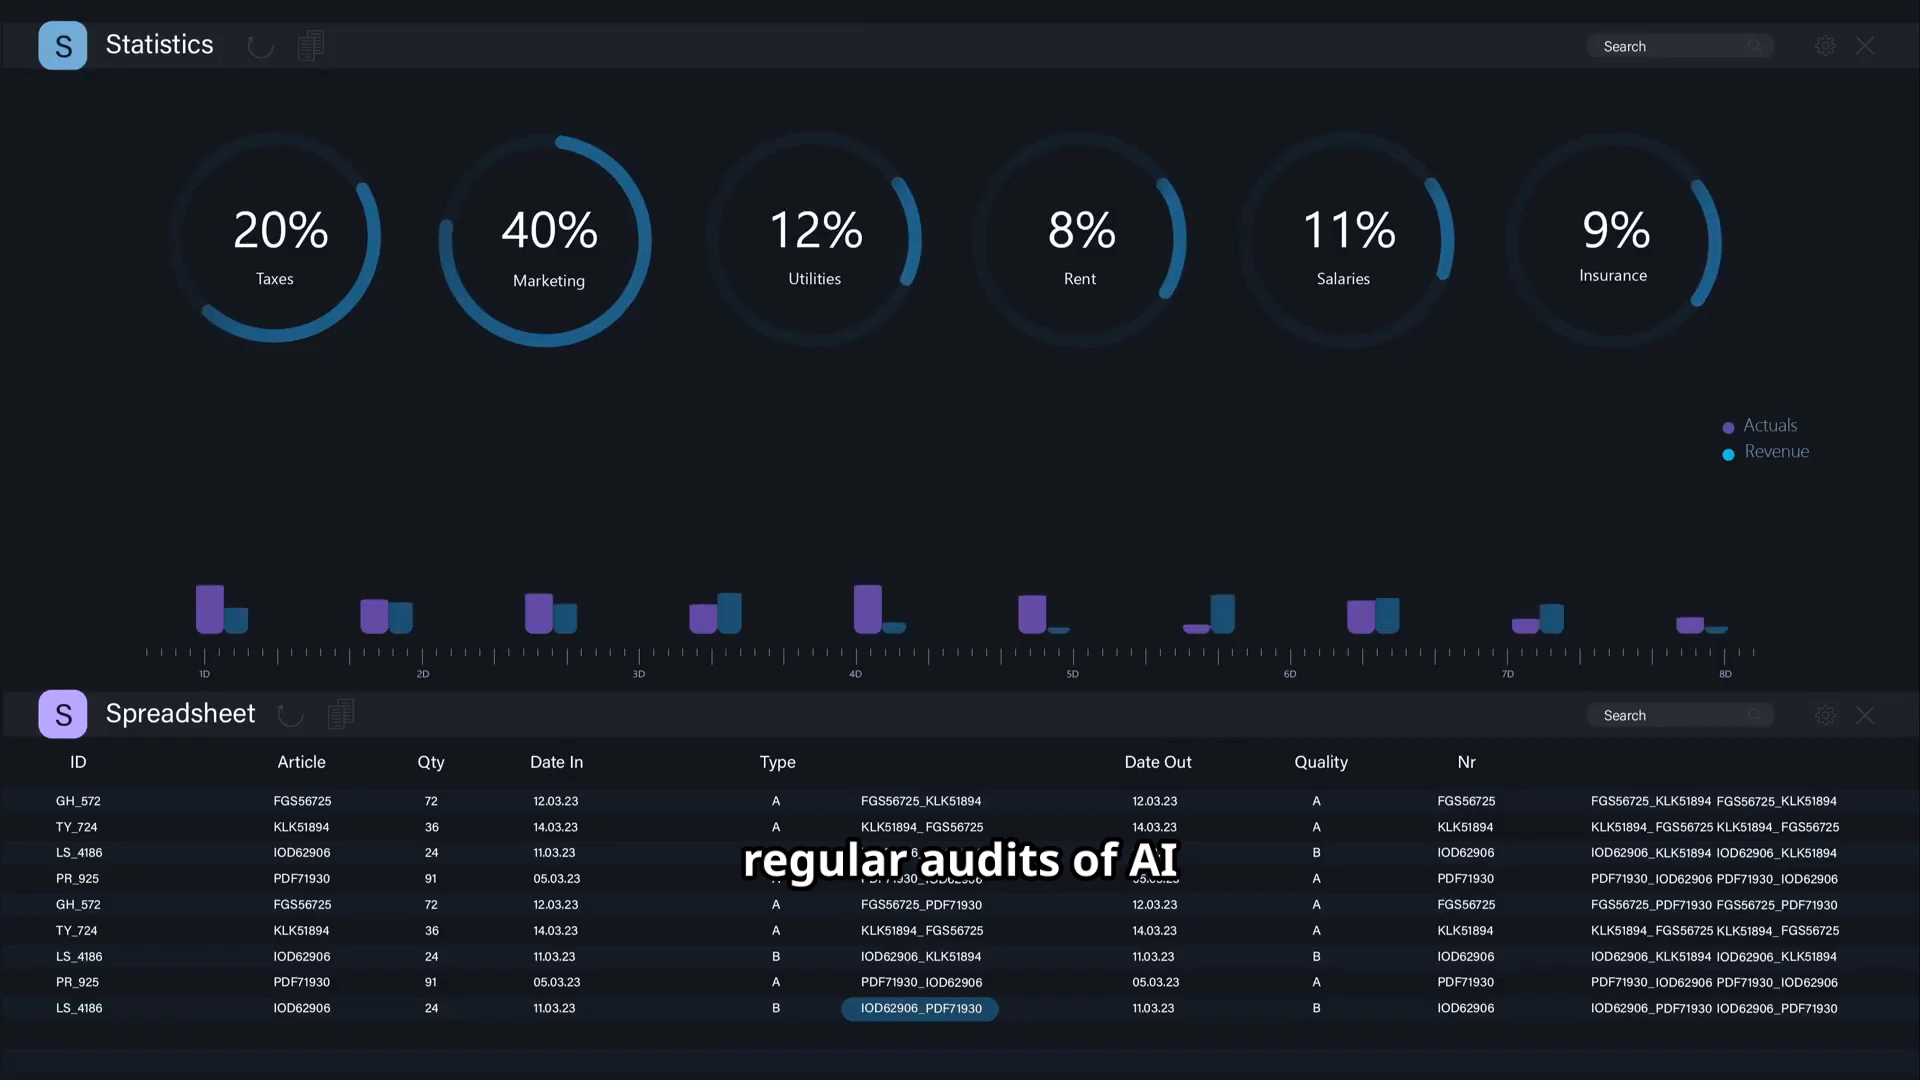 S Statistics Search
20% 40% 12% 8% 11% 9%
Taxes Marketing Utilities Rent Salaries Insurance
Actuals
Revenue
1D 2D 3D 4D 5D 6D 7D 8D
S Spreadsheet Search
ID Article Qty Date In Type Date Out Quality Nr
GH_572 FGS56725 72 12.03.23 A FGS56725_KLK51894 12.03.23 A FGS56725 FGS56725_KLK51894 FGS56725_KLK51894
TY_724 KLK51894 36 14.03.23 A KLK51894_FGS56725 14.03.23 A KLK51894 KLK51894_FGS56725 KLK51894_FGS56725
LS_4186 IOD62906 24 11.03.23 B IOD62906 IOD62906_KLK51894 IOD62906_KLK51894
regular audits of AI
PR_925 PDF71930 91 05.03.23 A PDF71930 PDF71930_IOD62906 PDF71930_IOD62906
GH_572 FGS56725 72 12.03.23 A FGS56725_PDF71930 12.03.23 A FGS56725 FGS56725_PDF71930 FGS56725_PDF71930
TY_724 KLK51894 36 14.03.23 A KLK51894_FGS56725 14.03.23 A KLK51894 KLK51894_FGS56725 KLK51894_FGS56725
LS_4186 IOD62906 24 11.03.23 B IOD62906_KLK51894 11.03.23 B IOD62906 IOD62906_KLK51894 IOD62906_KLK51894
PR_925 PDF71930 91 05.03.23 A PDF71930_IOD62906 05.03.23 A PDF71930 PDF71930_IOD62906 PDF71930_IOD62906
LS_4186 IOD62906 24 11.03.23 B IOD62906_PDF71930 11.03.23 B IOD62906 IOD62906_PDF71930 IOD62906_PDF71930